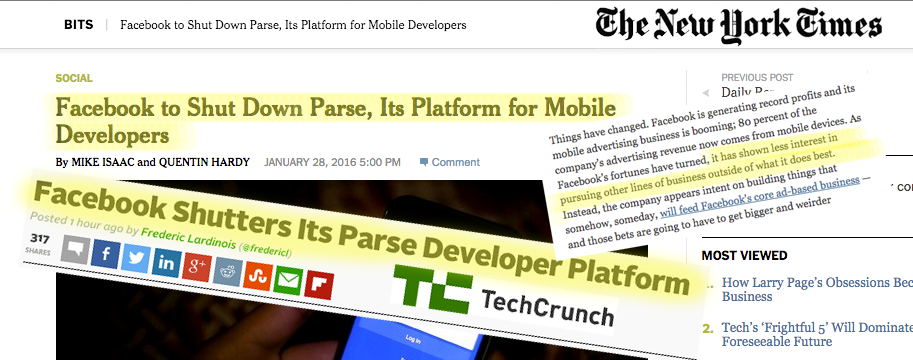 BITS | Facebook to Shut Down Parse, Its Platform for Mobile Developers
The New York Times
SOCIAL
Facebook to Shut Down Parse, Its Platform for Mobile
Developers
By MIKE ISAAC and QUENTIN HARDY JANUARY 28, 2016 5:00 PM Comment
PREVIOUS POST
Daily
Things have changed. Facebook is generating record profits and its
mobile advertising business is booming; 80 percent of the
company's advertising revenue now comes from mobile devices. As
Facebook's fortunes have turned, it has shown less interest in
pursuing other lines of business outside of what it does best.
Instead, the company appears intent on building things that
somehow, someday, will feed Facebook's core ad-based business —
and those bets are going to have to get bigger and weirder
Facebook Shutters Its Parse Developer Platform
Posted 1 hour ago by Frederic Lardinois (@fredericl)
317
SHARES
f
in
g+
TC TechCrunch
Log In
CO
MOST VIEWED
How Larry Page's Obsessions Bec
Business
2. Tech's 'Frightful 5' Will Dominate
Foreseeable Future